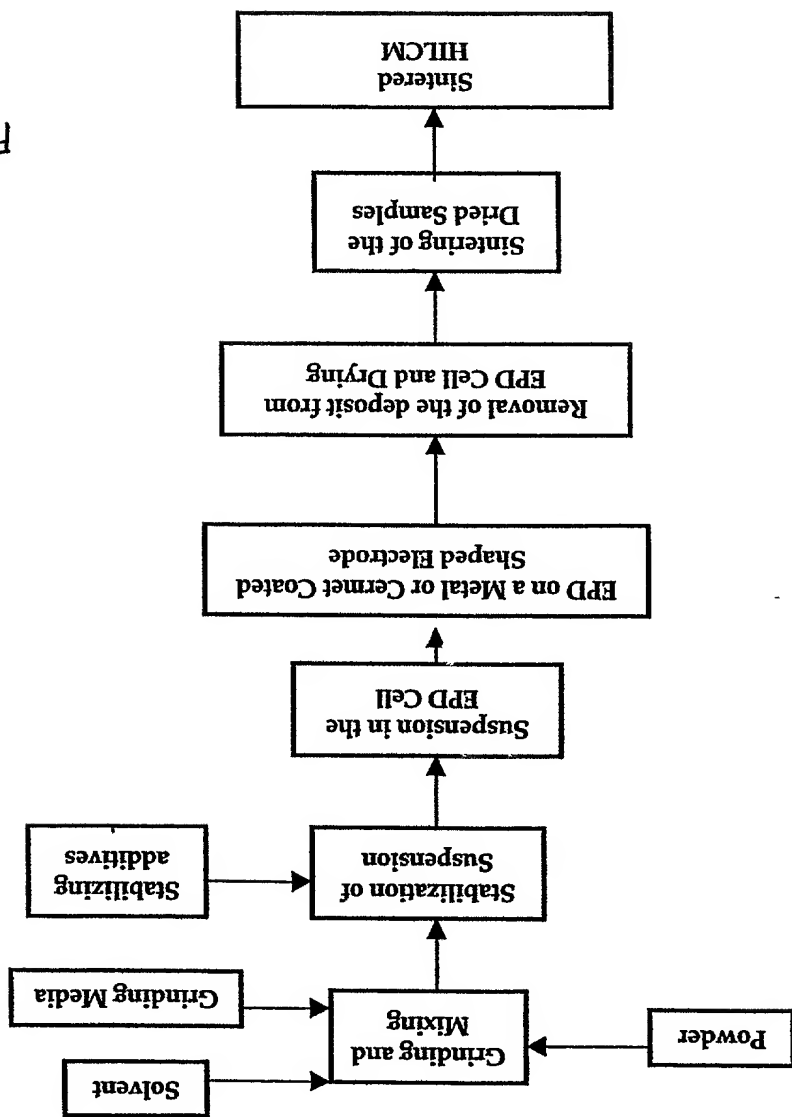 Solvent
Powder
Grinding and
Mixing
Grinding Media
Stabilization of
Suspension
Stabilizing
additives
Suspension in the
EPD Cell
EPD on a Metal or Cermet Coated
Shaped Electrode
Removal of the deposit from
EPD Cell and Drying
Sintering of the
Dried Samples
Sintered
HILCM